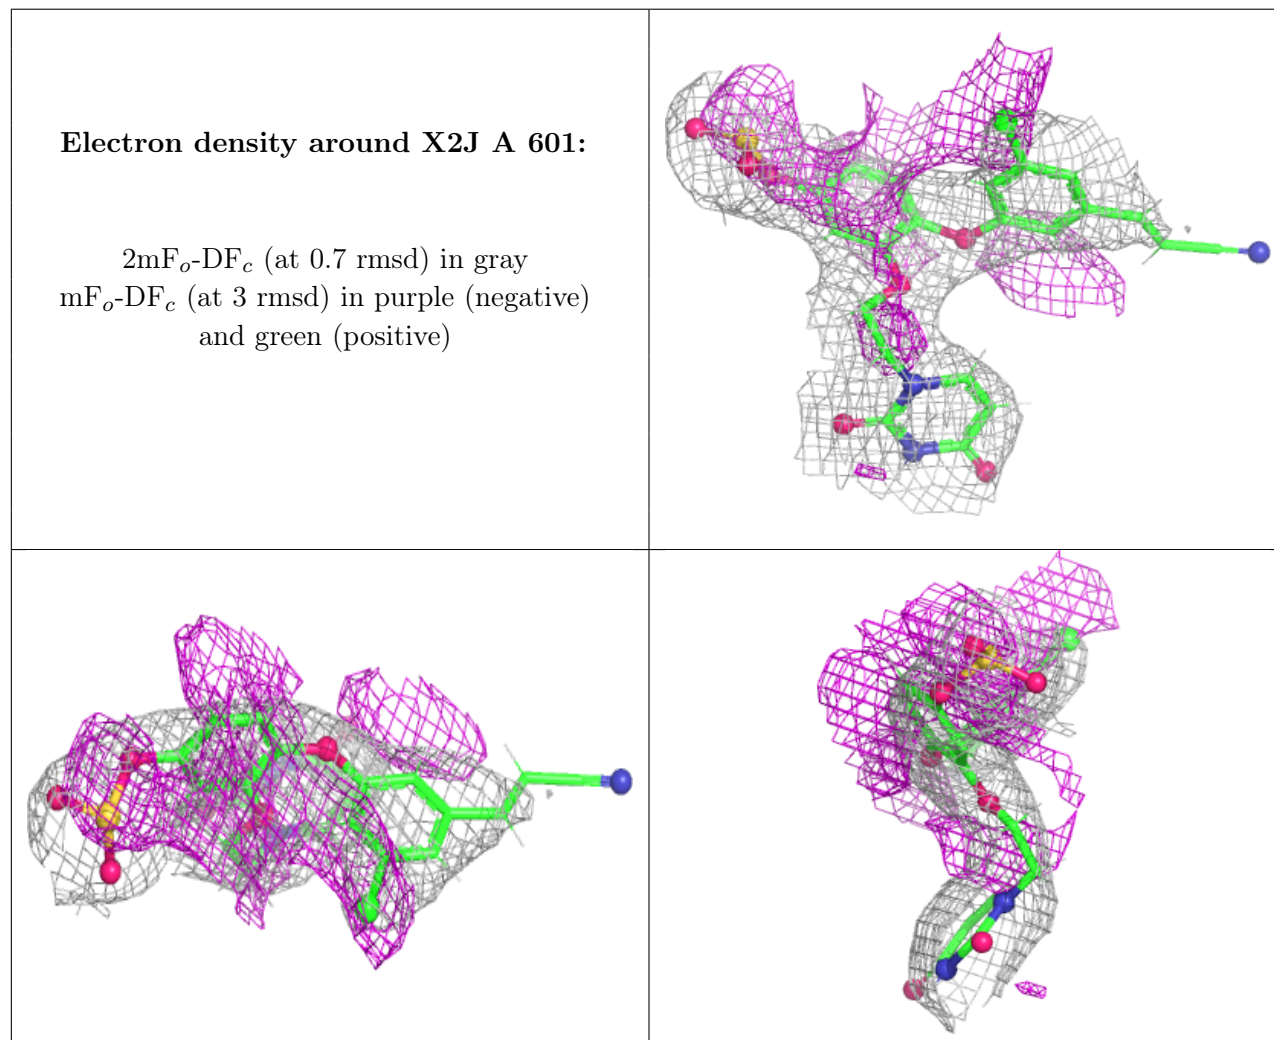 Electron density around X2J A 601:
2mFo-DFc (at 0.7 rmsd) in gray
mFo-DFc (at 3 rmsd) in purple (negative)
and green (positive)